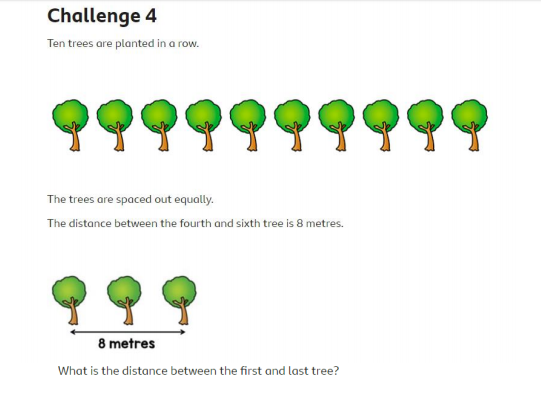 Challenge 4
Ten trees are planted in a row.
The trees are spaced out equally.
The distance between the fourth and sixth tree is 8 metres.
8 metres
What is the distance between the first and last tree?